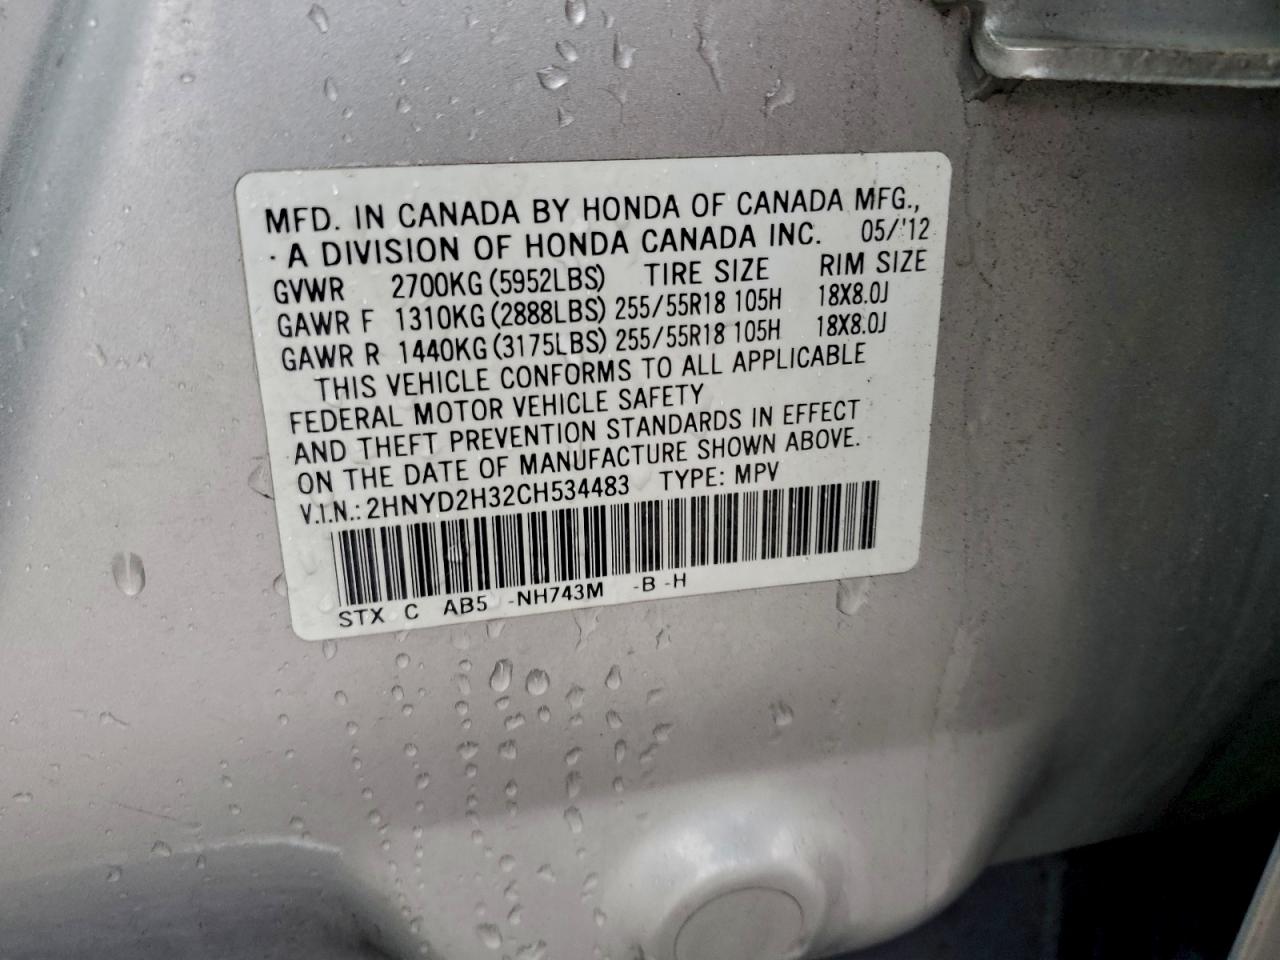 MFD. IN CANADA BY HONDA OF CANADA MFG.,
A DIVISION OF HONDA CANADA INC. 05/'12
GVWR 2700KG (5952LBS) TIRE SIZE RIM SIZE
GAWR F 1310KG (2888LBS) 255/55R18 105H 18X8.0J
GAWR R 1440KG (3175LBS) 255/55R18 105H 18X8.0J
THIS VEHICLE CONFORMS TO ALL APPLICABLE
FEDERAL MOTOR VEHICLE SAFETY
AND THEFT PREVENTION STANDARDS IN EFFECT
ON THE DATE OF MANUFACTURE SHOWN ABOVE.
V.I.N.: 2HNYD2H32CH534483 TYPE: MPV
STX C AB5 -NH743M -B -H